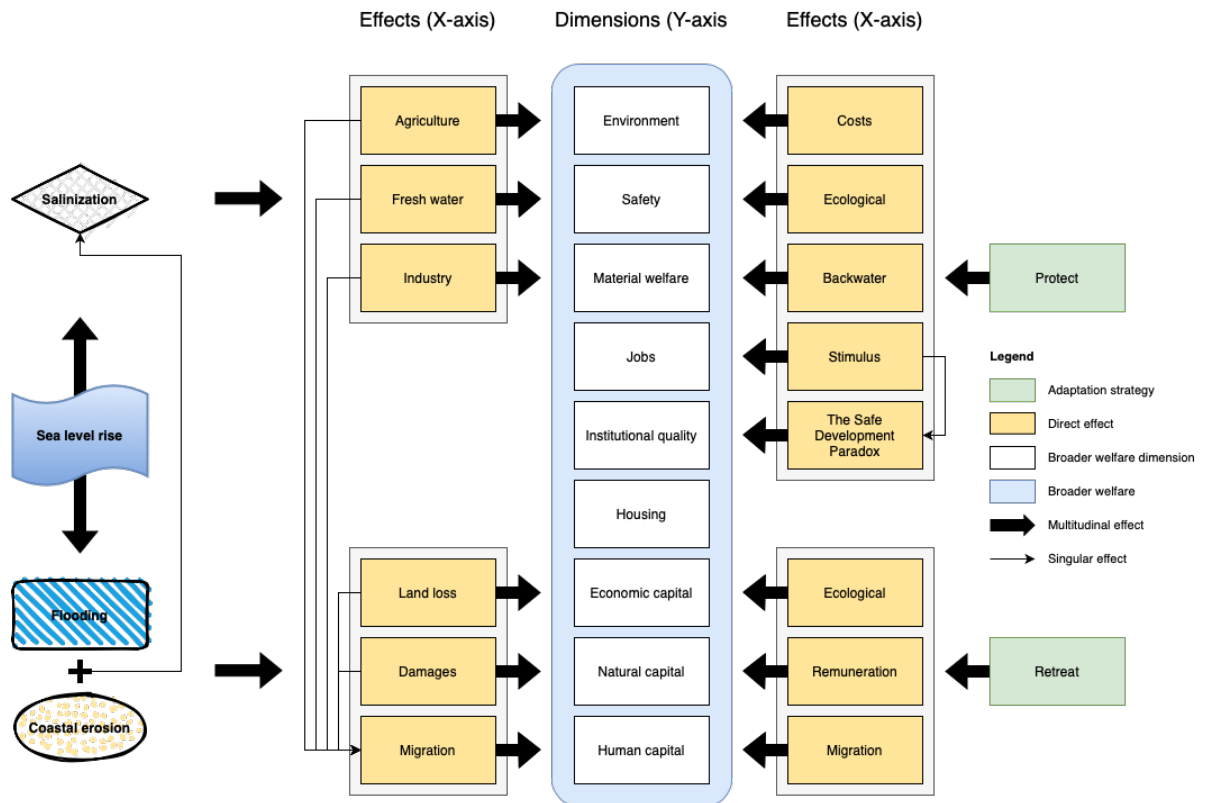 Effects (X-axis)
Dimensions (Y-axis
Effects (X-axis)
Agriculture
Environment
Costs
Salinization
Fresh water
Safety
Ecological
Industry
Material welfare
Backwater
Protect
Jobs
Stimulus
Legend
Adaptation strategy
Sea level rise
Institutional quality
The Safe
Development
Paradox
Direct effect
Broader welfare dimension
Broader welfare
Housing
Multitudinal effect
Singular effect
Flooding
Land loss
Economic capital
Ecological
Damages
Natural capital
Remuneration
Retreat
Coastal erosion
Migration
Human capital
Migration